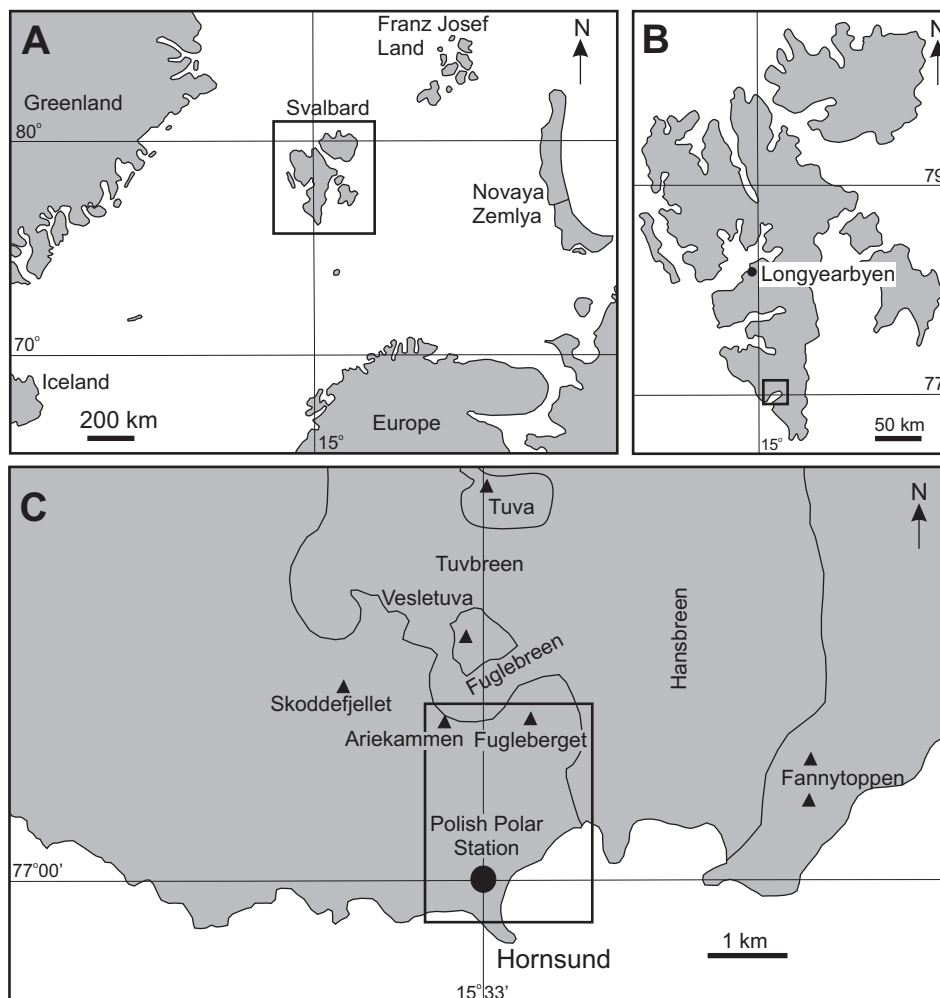 A
Franz Josef
Land
N
Greenland
Svalbard
80°
Novaya
Zemlya
70°
Iceland
200 km
Europe
15°
B
79
Longyearbyen
77
15°
50 km
C
N
Tuva
Tuvbreen
Vesletuva
Fuglebreen
Hansbreen
Skoddefjellet
Ariekammen
Fugleberget
Fannytoppen
Polish Polar
Station
77°00'
1 km
Hornsund
15°33'